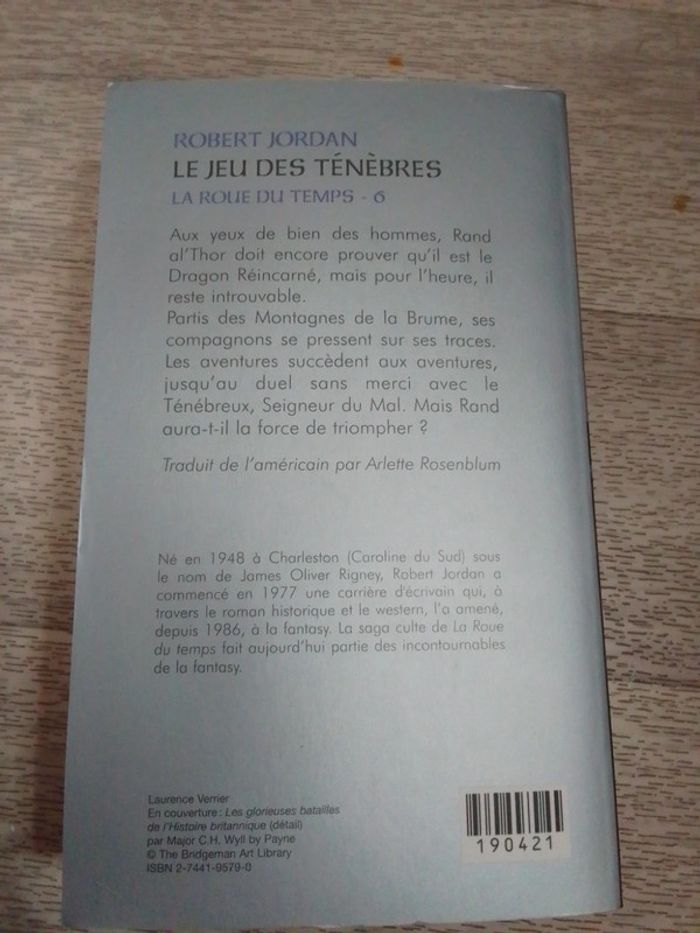 ROBERT JORDAN
LE JEU DES TÉNÈBRES
LA ROUE DU TEMPS - 6
Aux yeux de bien des hommes, Rand
al'Thor doit encore prouver qu'il est le
Dragon Réincarné, mais pour l'heure, il
reste introuvable.
Partis des Montagnes de la Brume, ses
compagnons se pressent sur ses traces.
Les aventures succèdent aux aventures,
jusqu'au duel sans merci avec le
Ténébreux, Seigneur du Mal. Mais Rand
aura-t-il la force de triompher ?
Traduit de l'américain par Arlette Rosenblum
Né en 1948 à Charleston (Caroline du Sud) sous
le nom de James Oliver Rigney, Robert Jordan a
commencé en 1977 une carrière d'écrivain qui, à
travers le roman historique et le western, l'a amené,
depuis 1986, à la fantasy. La saga culte de La Roue
du temps fait aujourd'hui partie des incontournables
de la fantasy.
Laurence Verrier
En couverture : Les glorieuses batailles
de l'Histoire britannique (détail)
par Major C.H. Wyll by Payne
© The Bridgeman Art Library
ISBN 2-7441-9579-0
190421